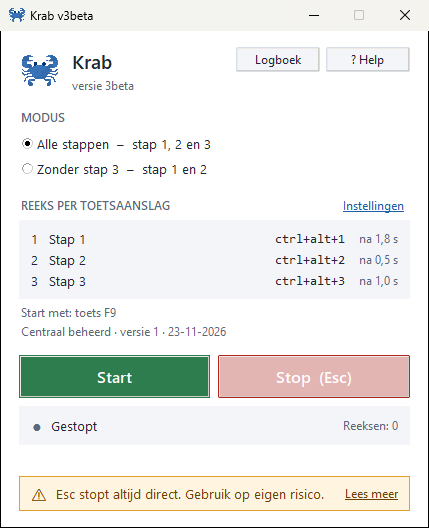 Krab v3beta
Krab
versie 3beta
Logboek
? Help
MODUS
Alle stappen – stap 1, 2 en 3
Zonder stap 3 – stap 1 en 2
REEKS PER TOETSAANSLAG
Instellingen
1 Stap 1 ctrl+alt+1 na 1,8 s
2 Stap 2 ctrl+alt+2 na 0,5 s
3 Stap 3 ctrl+alt+3 na 1,0 s
Start met: toets F9
Centraal beheerd · versie 1 · 23-11-2026
Start
Stop (Esc)
Gestopt
Reeksen: 0
Esc stopt altijd direct. Gebruik op eigen risico.
Lees meer